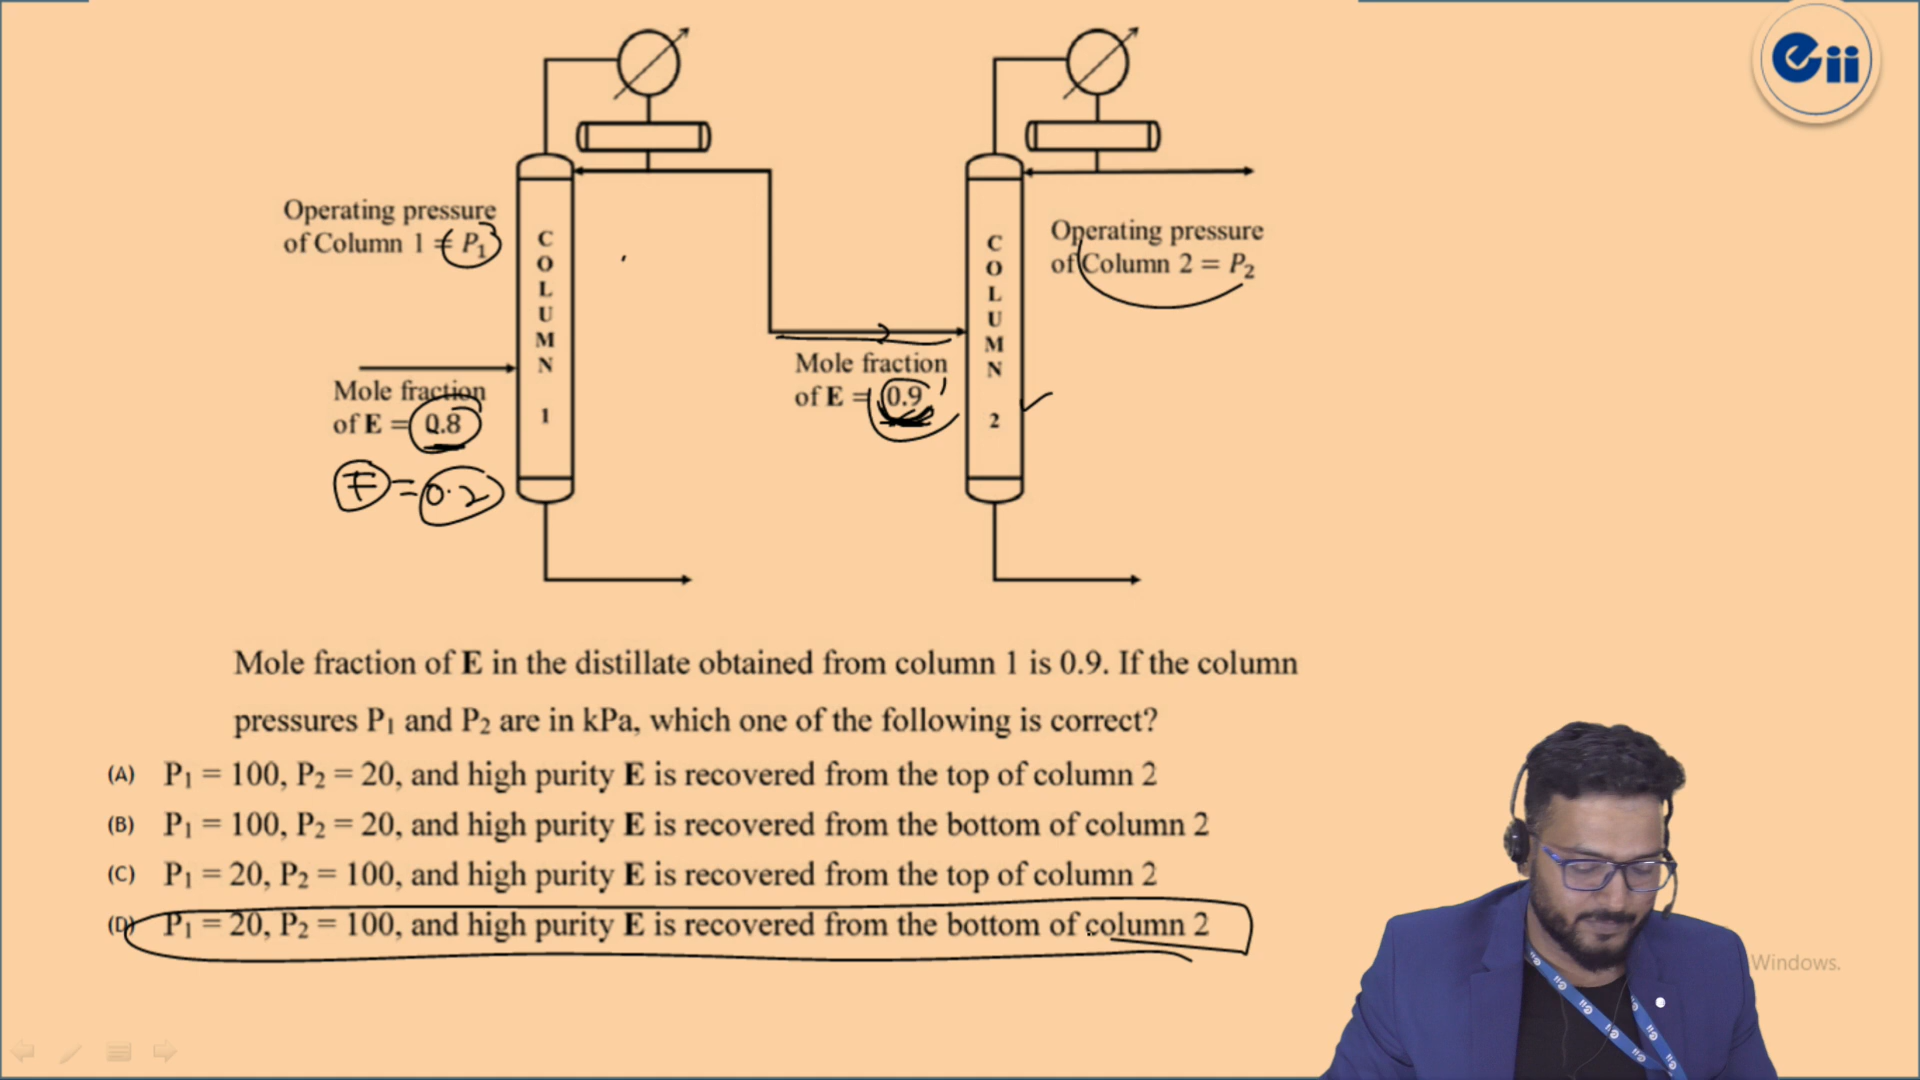 eii
Operating pressure
of Column 1 = P₁
COLUMN 1
Mole fraction
of E = 0.8
F = 0.2
Mole fraction
of E = 0.9
COLUMN 2
Operating pressure
of Column 2 = P₂
Mole fraction of E in the distillate obtained from column 1 is 0.9. If the column
pressures P₁ and P₂ are in kPa, which one of the following is correct?
(A) P₁ = 100, P₂ = 20, and high purity E is recovered from the top of column 2
(B) P₁ = 100, P₂ = 20, and high purity E is recovered from the bottom of column 2
(C) P₁ = 20, P₂ = 100, and high purity E is recovered from the top of column 2
(D) P₁ = 20, P₂ = 100, and high purity E is recovered from the bottom of column 2
Windows.